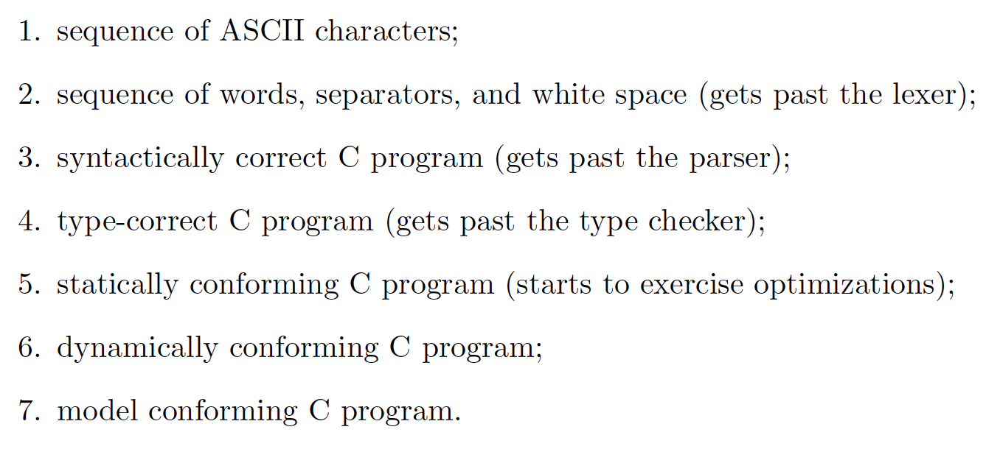 1. sequence of ASCII characters;
2. sequence of words, separators, and white space (gets past the lexer);
3. syntactically correct C program (gets past the parser);
4. type-correct C program (gets past the type checker);
5. statically conforming C program (starts to exercise optimizations);
6. dynamically conforming C program;
7. model conforming C program.